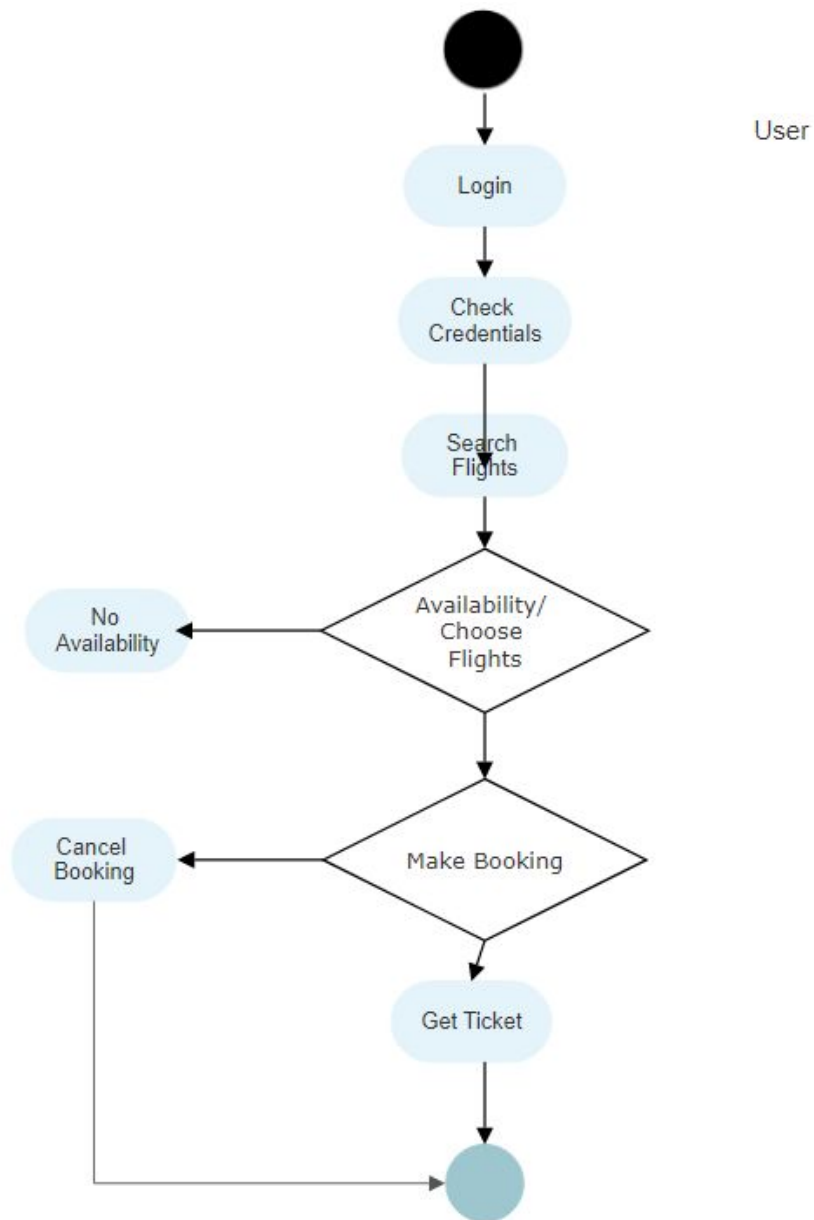 User
Login
Check
Credentials
Search
Flights
Availability/
Choose
Flights
No
Availability
Make Booking
Cancel
Booking
Get Ticket